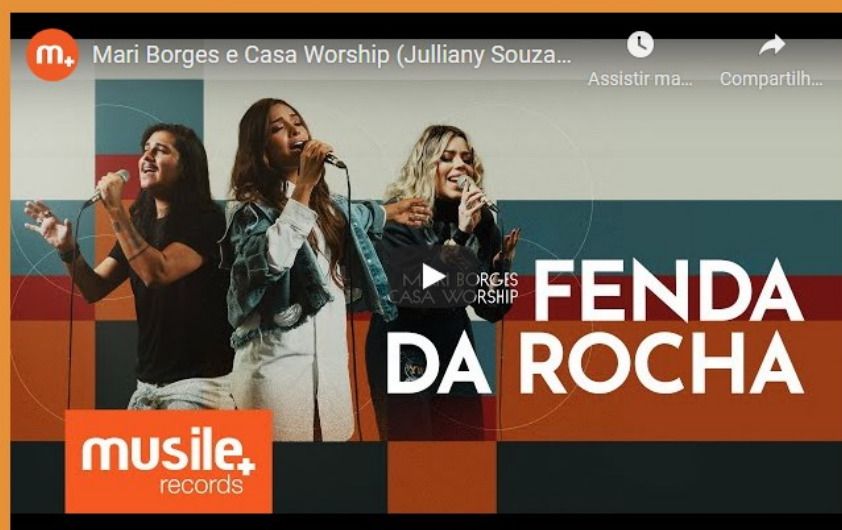 m+
Mari Borges e Casa Worship (Julliany Souza...
Assistir ma...
Compartilh...
MARI BORGES
CASA WORSHIP
FENDA
DA ROCHA
musile+
records